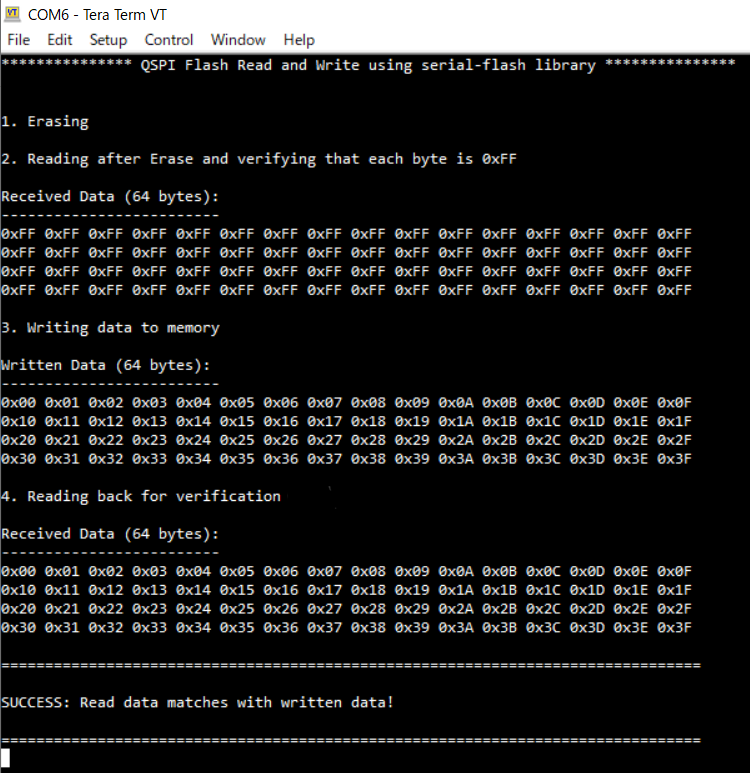 COM6 - Tera Term VT
File Edit Setup Control Window Help
*************** QSPI Flash Read and Write using serial-flash library ***************
1. Erasing
2. Reading after Erase and verifying that each byte is 0xFF
Received Data (64 bytes):
-------------------------
0xFF 0xFF 0xFF 0xFF 0xFF 0xFF 0xFF 0xFF 0xFF 0xFF 0xFF 0xFF 0xFF 0xFF 0xFF 0xFF
0xFF 0xFF 0xFF 0xFF 0xFF 0xFF 0xFF 0xFF 0xFF 0xFF 0xFF 0xFF 0xFF 0xFF 0xFF 0xFF
0xFF 0xFF 0xFF 0xFF 0xFF 0xFF 0xFF 0xFF 0xFF 0xFF 0xFF 0xFF 0xFF 0xFF 0xFF 0xFF
0xFF 0xFF 0xFF 0xFF 0xFF 0xFF 0xFF 0xFF 0xFF 0xFF 0xFF 0xFF 0xFF 0xFF 0xFF 0xFF
3. Writing data to memory
Written Data (64 bytes):
-------------------------
0x00 0x01 0x02 0x03 0x04 0x05 0x06 0x07 0x08 0x09 0x0A 0x0B 0x0C 0x0D 0x0E 0x0F
0x10 0x11 0x12 0x13 0x14 0x15 0x16 0x17 0x18 0x19 0x1A 0x1B 0x1C 0x1D 0x1E 0x1F
0x20 0x21 0x22 0x23 0x24 0x25 0x26 0x27 0x28 0x29 0x2A 0x2B 0x2C 0x2D 0x2E 0x2F
0x30 0x31 0x32 0x33 0x34 0x35 0x36 0x37 0x38 0x39 0x3A 0x3B 0x3C 0x3D 0x3E 0x3F
4. Reading back for verification
Received Data (64 bytes):
-------------------------
0x00 0x01 0x02 0x03 0x04 0x05 0x06 0x07 0x08 0x09 0x0A 0x0B 0x0C 0x0D 0x0E 0x0F
0x10 0x11 0x12 0x13 0x14 0x15 0x16 0x17 0x18 0x19 0x1A 0x1B 0x1C 0x1D 0x1E 0x1F
0x20 0x21 0x22 0x23 0x24 0x25 0x26 0x27 0x28 0x29 0x2A 0x2B 0x2C 0x2D 0x2E 0x2F
0x30 0x31 0x32 0x33 0x34 0x35 0x36 0x37 0x38 0x39 0x3A 0x3B 0x3C 0x3D 0x3E 0x3F
================================================================================
SUCCESS: Read data matches with written data!
================================================================================